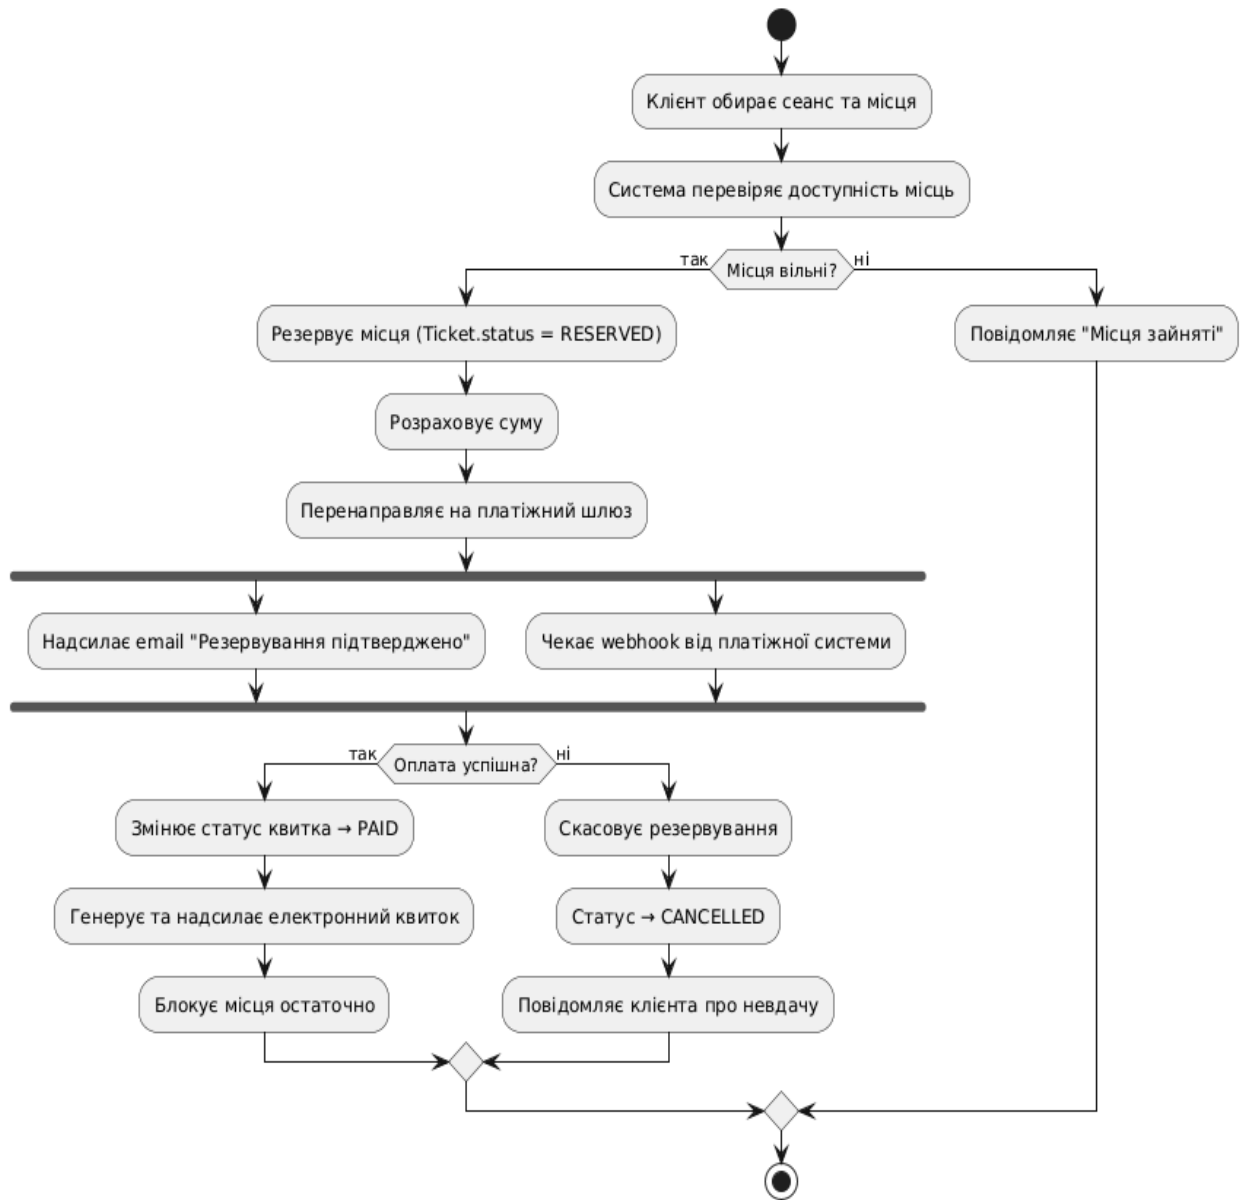 Клієнт обирає сеанс та місця
Система перевіряє доступність місць
так
Місця вільні?
ні
Резервує місця (Ticket.status = RESERVED)
Повідомляє "Місця зайняті"
Розраховує суму
Перенаправляє на платіжний шлюз
Надсилає email "Резервування підтверджено"
Чекає webhook від платіжної системи
так
Оплата успішна?
ні
Змінює статус квитка → PAID
Скасовує резервування
Генерує та надсилає електронний квиток
Статус → CANCELLED
Блокує місця остаточно
Повідомляє клієнта про невдачу